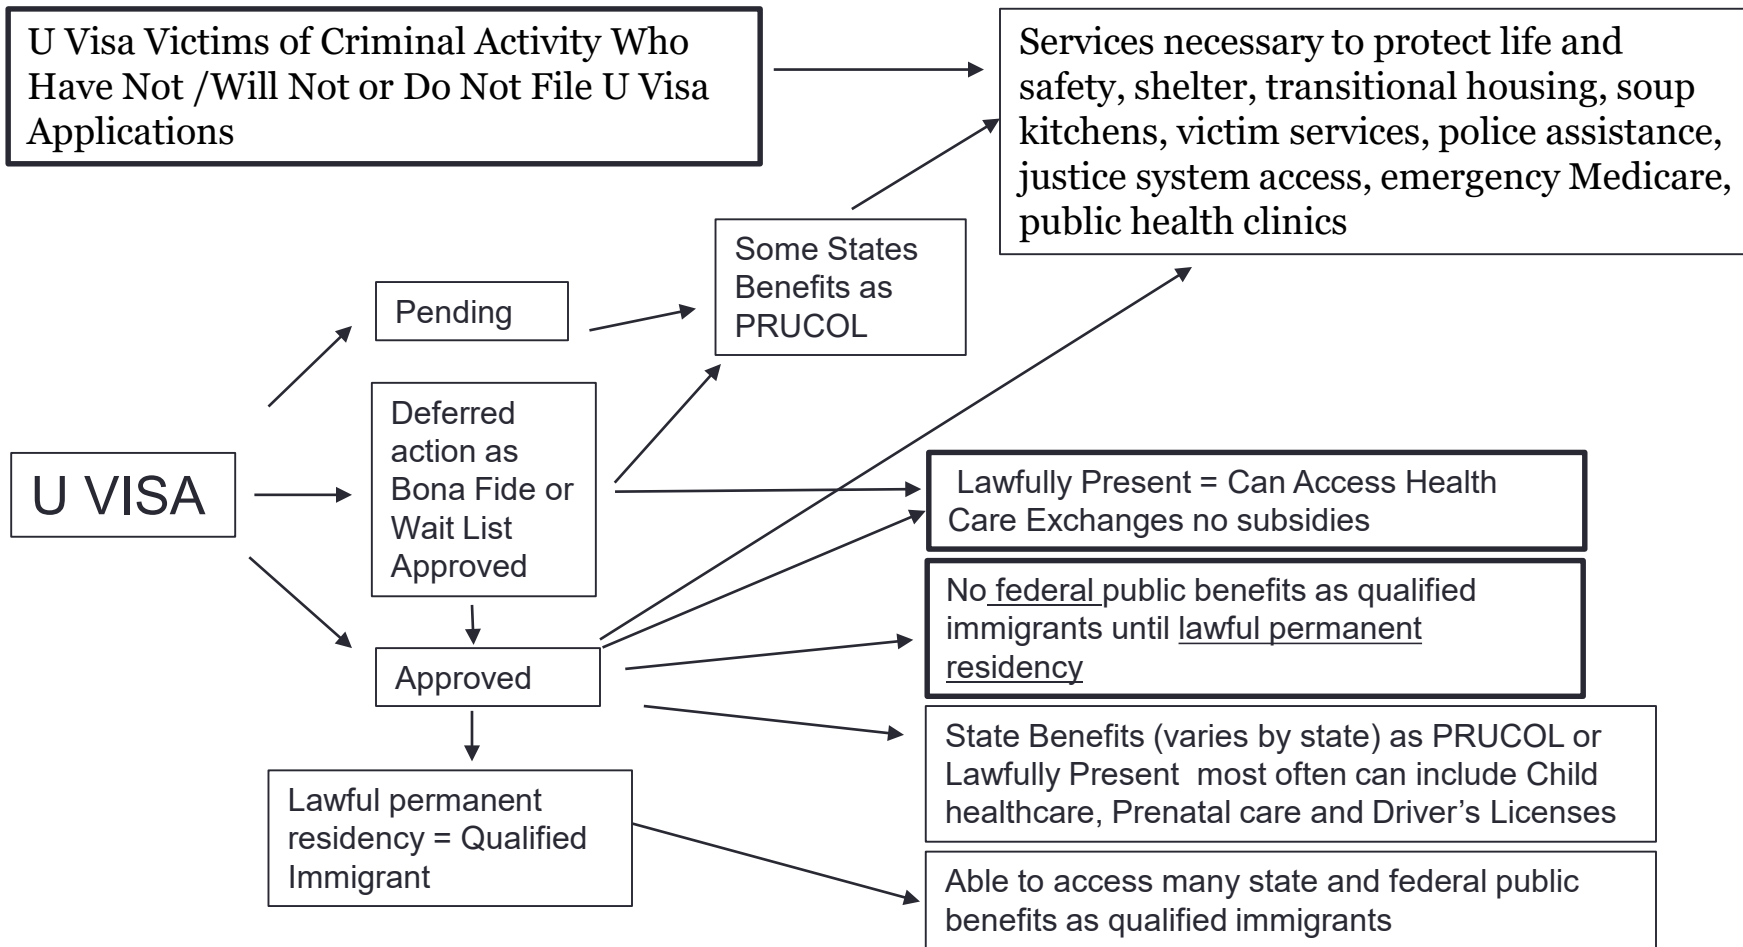 U Visa Victims of Criminal Activity Who
Have Not /Will Not or Do Not File U Visa
Applications
Services necessary to protect life and
safety, shelter, transitional housing, soup
kitchens, victim services, police assistance,
justice system access, emergency Medicare,
public health clinics
Some States
Benefits as
PRUCOL
Pending
Deferred
action as
Bona Fide or
Wait List
Approved
U VISA
Lawfully Present = Can Access Health
Care Exchanges no subsidies
No federal public benefits as qualified
immigrants until lawful permanent
residency
Approved
State Benefits (varies by state) as PRUCOL or
Lawfully Present most often can include Child
healthcare, Prenatal care and Driver’s Licenses
Lawful permanent
residency = Qualified
Immigrant
Able to access many state and federal public
benefits as qualified immigrants